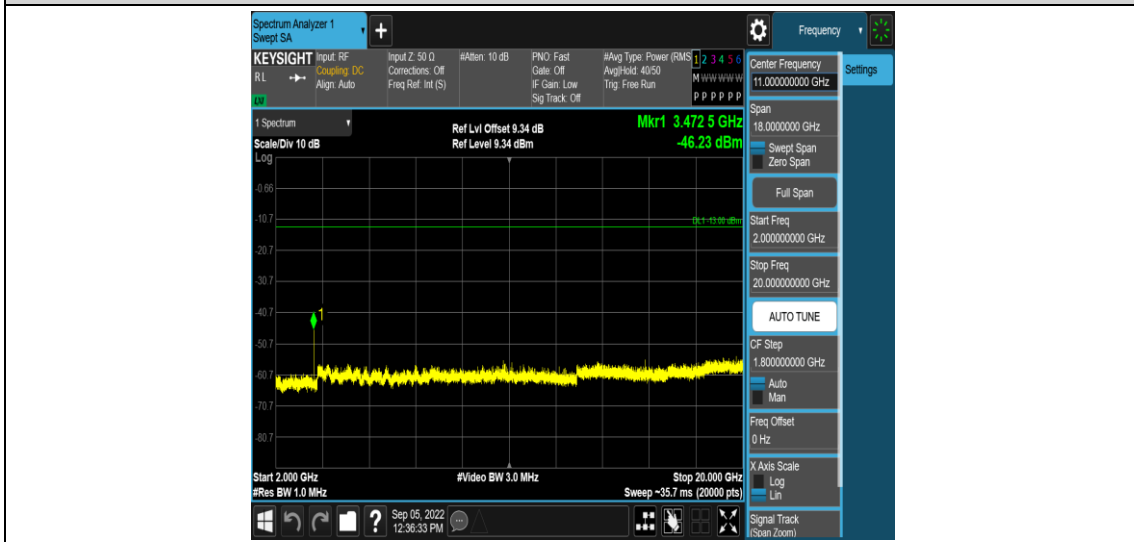 Spectrum Analyzer 1
Swept SA
+
Frequency
KEYSIGHT
RL
Input: RF
Coupling: DC
Align: Auto
Input Z: 50 Ω
Corrections: Off
Freq Ref: Int (S)
#Atten: 10 dB
PNO: Fast
Gate: Off
IF Gain: Low
Sig Track: Off
#Avg Type: Power (RMS
Avg|Hold: 40/50
Trig: Free Run
1 2 3 4 5 6
M W W W W W
P P P P P P
Center Frequency
11.000000000 GHz
Settings
1 Spectrum
Scale/Div 10 dB
Ref Lvl Offset 9.34 dB
Ref Level 9.34 dBm
Mkr1 3.472 5 GHz
-46.23 dBm
Log
-0.66
-10.7
-20.7
-30.7
-40.7
-50.7
-60.7
-70.7
-80.7
DL1 -13.00 dBm
1
Start 2.000 GHz
#Res BW 1.0 MHz
#Video BW 3.0 MHz
Stop 20.000 GHz
Sweep ~35.7 ms (20000 pts)
Span
18.0000000 GHz
Swept Span
Zero Span
Full Span
Start Freq
2.000000000 GHz
Stop Freq
20.000000000 GHz
AUTO TUNE
CF Step
1.800000000 GHz
Auto
Man
Freq Offset
0 Hz
X Axis Scale
Log
Lin
Signal Track
(Span Zoom)
?
Sep 05, 2022
12:36:33 PM